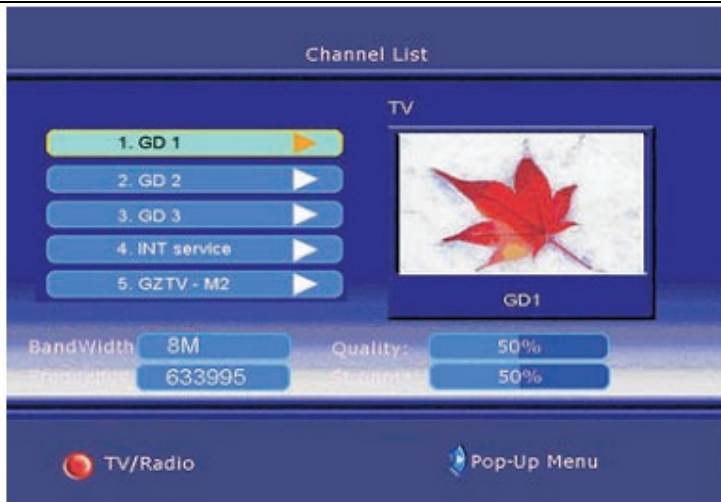 Channel List
TV
1. GD 1
2. GD 2
3. GD 3
4. INT service
5. GZTV - M2
GD1
BandWidth 8M Quality: 50%
633995 50%
TV/Radio Pop-Up Menu